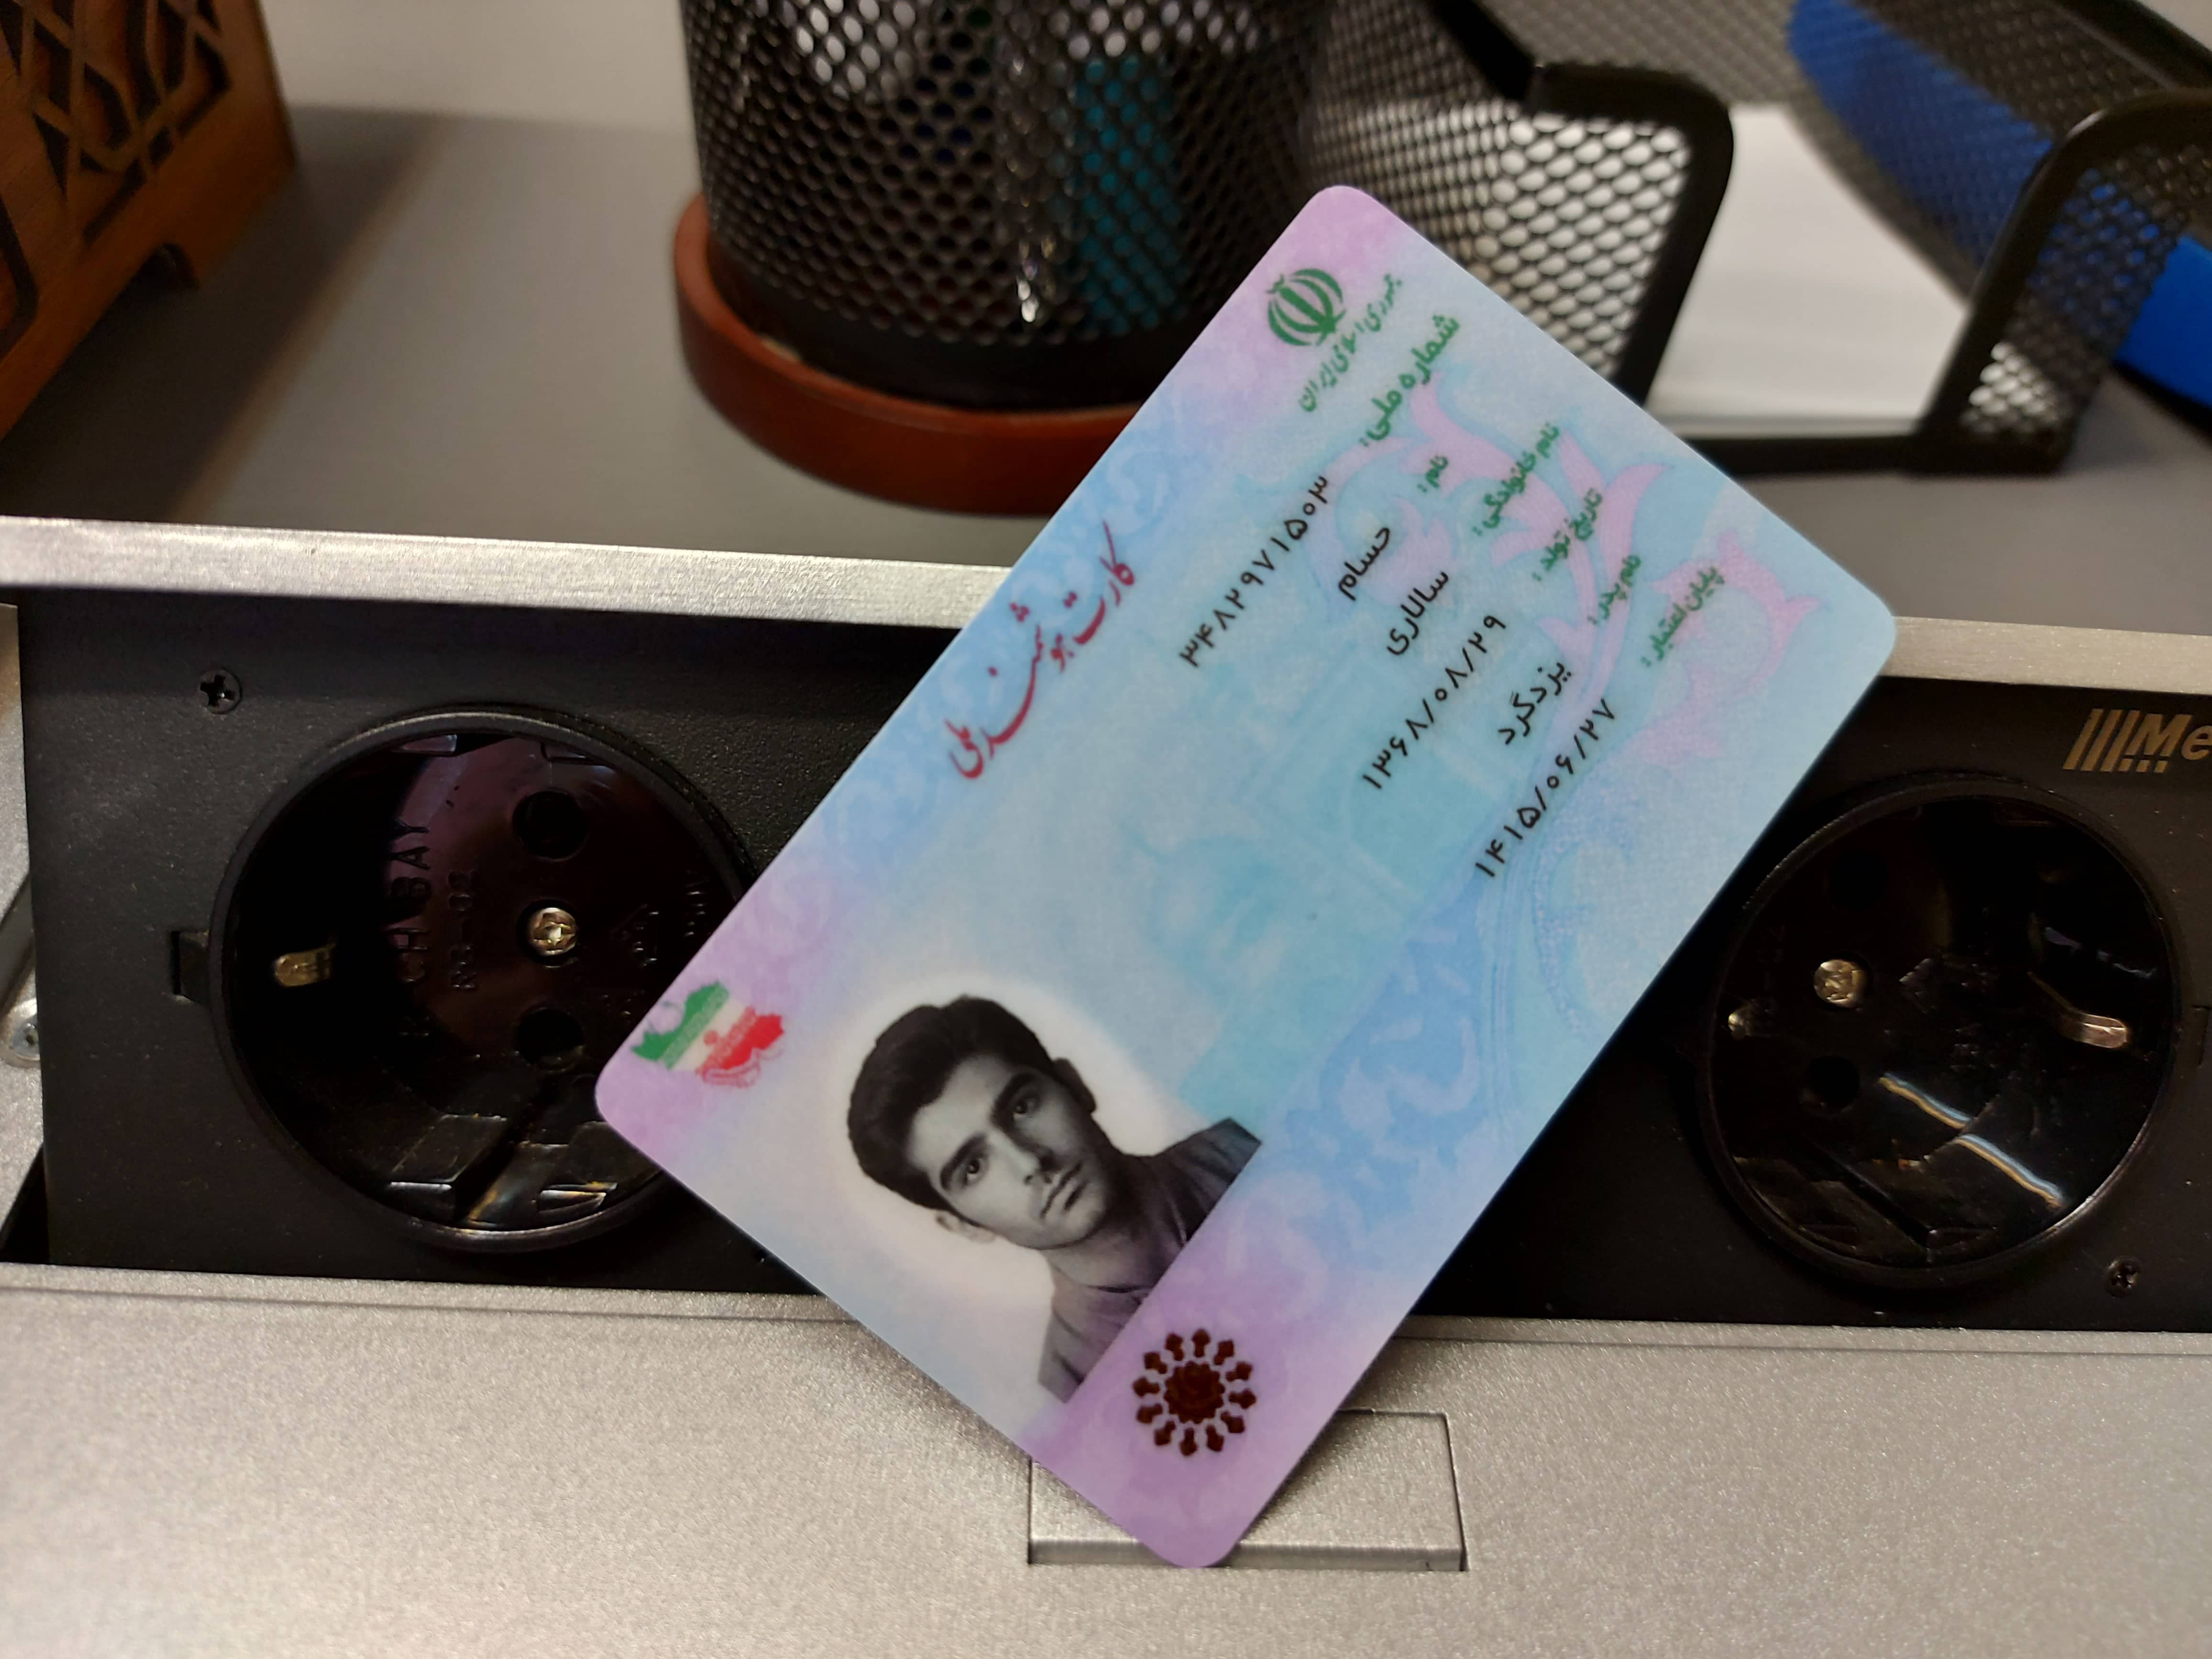 جمهوری اسلامی ایران
کارت هوشمند ملی
شماره ملی: ۳۴۸۲۹۷۱۵۰۳
نام: حسام
نام خانوادگی: سالاری
تاریخ تولد: ۱۳۶۸/۰۸/۲۹
نام پدر: یزدگرد
پایان اعتبار: ۱۴۱۵/۰۶/۲۷
CHABAY
Me